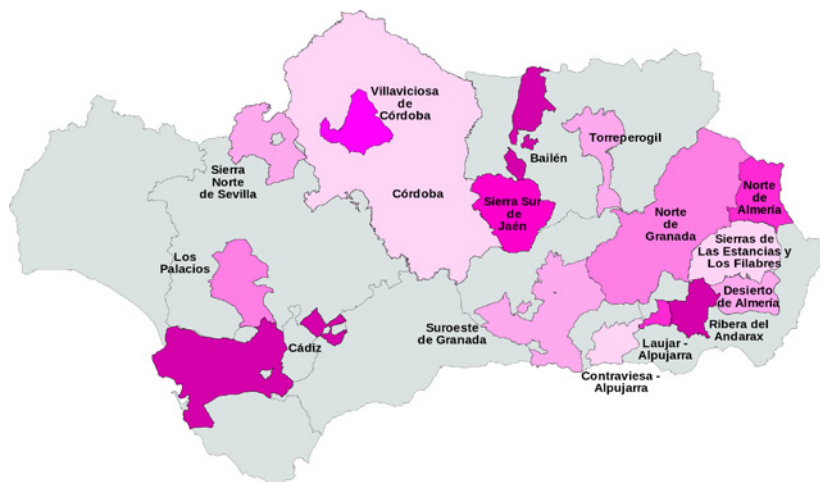 Villaviciosa
de
Córdoba
Torreperogil
Bailén
Sierra
Norte
de Sevilla
Córdoba
Sierra Sur
de
Jaén
Norte
de
Almería
Norte
de
Granada
Sierras de
Las Estancias y
Los Filabres
Los
Palacios
Desierto
de Almería
Suroeste
de Granada
Cádiz
Ribera del
Andarax
Laujar -
Alpujarra
Contraviesa -
Alpujarra